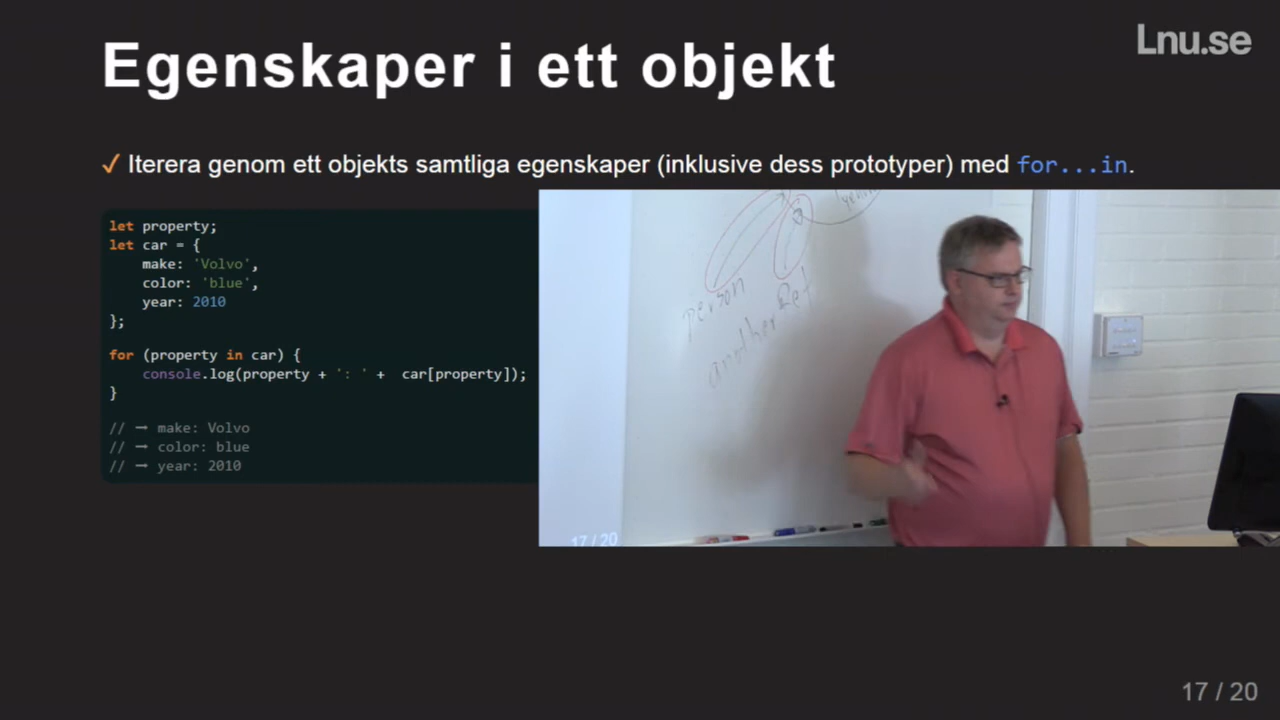 Lnu.se
Egenskaper i ett objekt
✓ Iterera genom ett objekts samtliga egenskaper (inklusive dess prototyper) med for...in.
let property;
let car = {
make: 'Volvo',
color: 'blue',
year: 2010
};
for (property in car) {
console.log(property + ': ' + car[property]);
}
// → make: Volvo
// → color: blue
// → year: 2010
person
another Ref
17 / 20
17 / 20